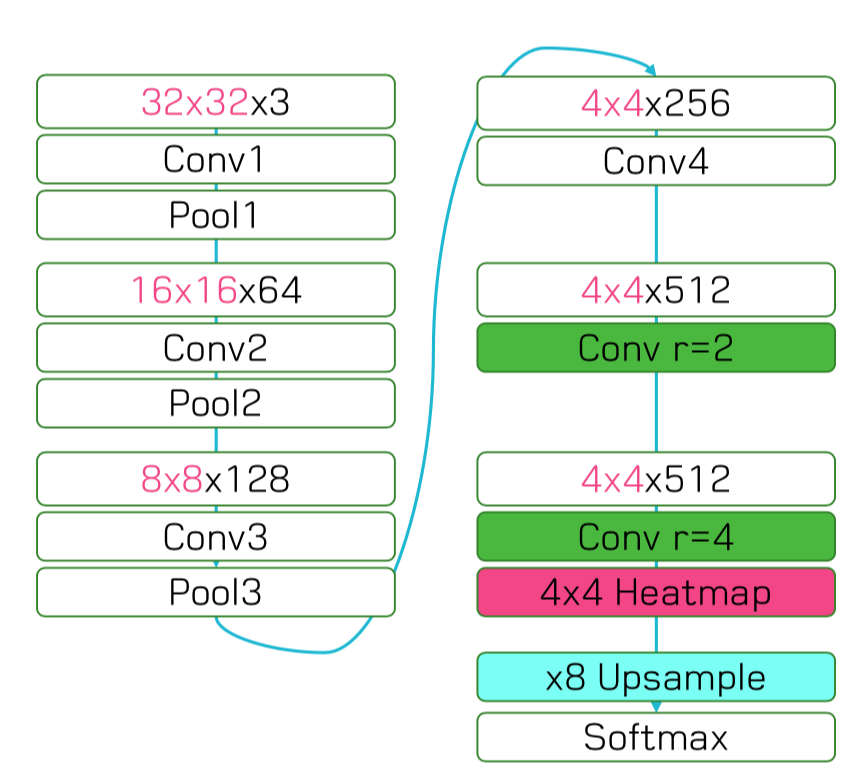 32x32x3
Conv1
Pool1
16x16x64
Conv2
Pool2
8x8x128
Conv3
Pool3
4x4x256
Conv4
4x4x512
Conv r=2
4x4x512
Conv r=4
4x4 Heatmap
x8 Upsample
Softmax